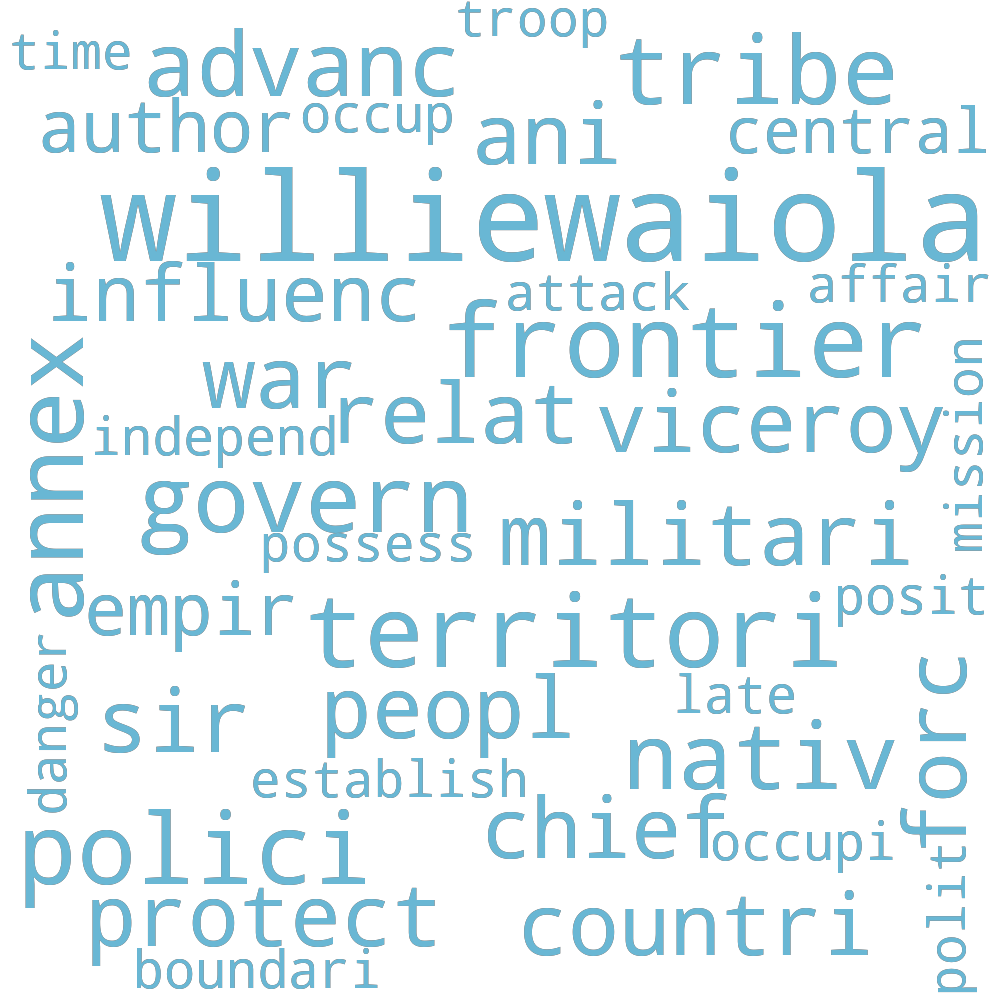 troop
time
advanc
tribe
author
occup
ani
central
williewaiola
influenc
attack
affair
frontier
annex
war
relat
viceroy
mission
independ
govern
possess
militari
empir
territori
posit
danger
sir
peopl
late
nativ
forc
establish
polici
chief
occupi
protect
countri
polit
boundari